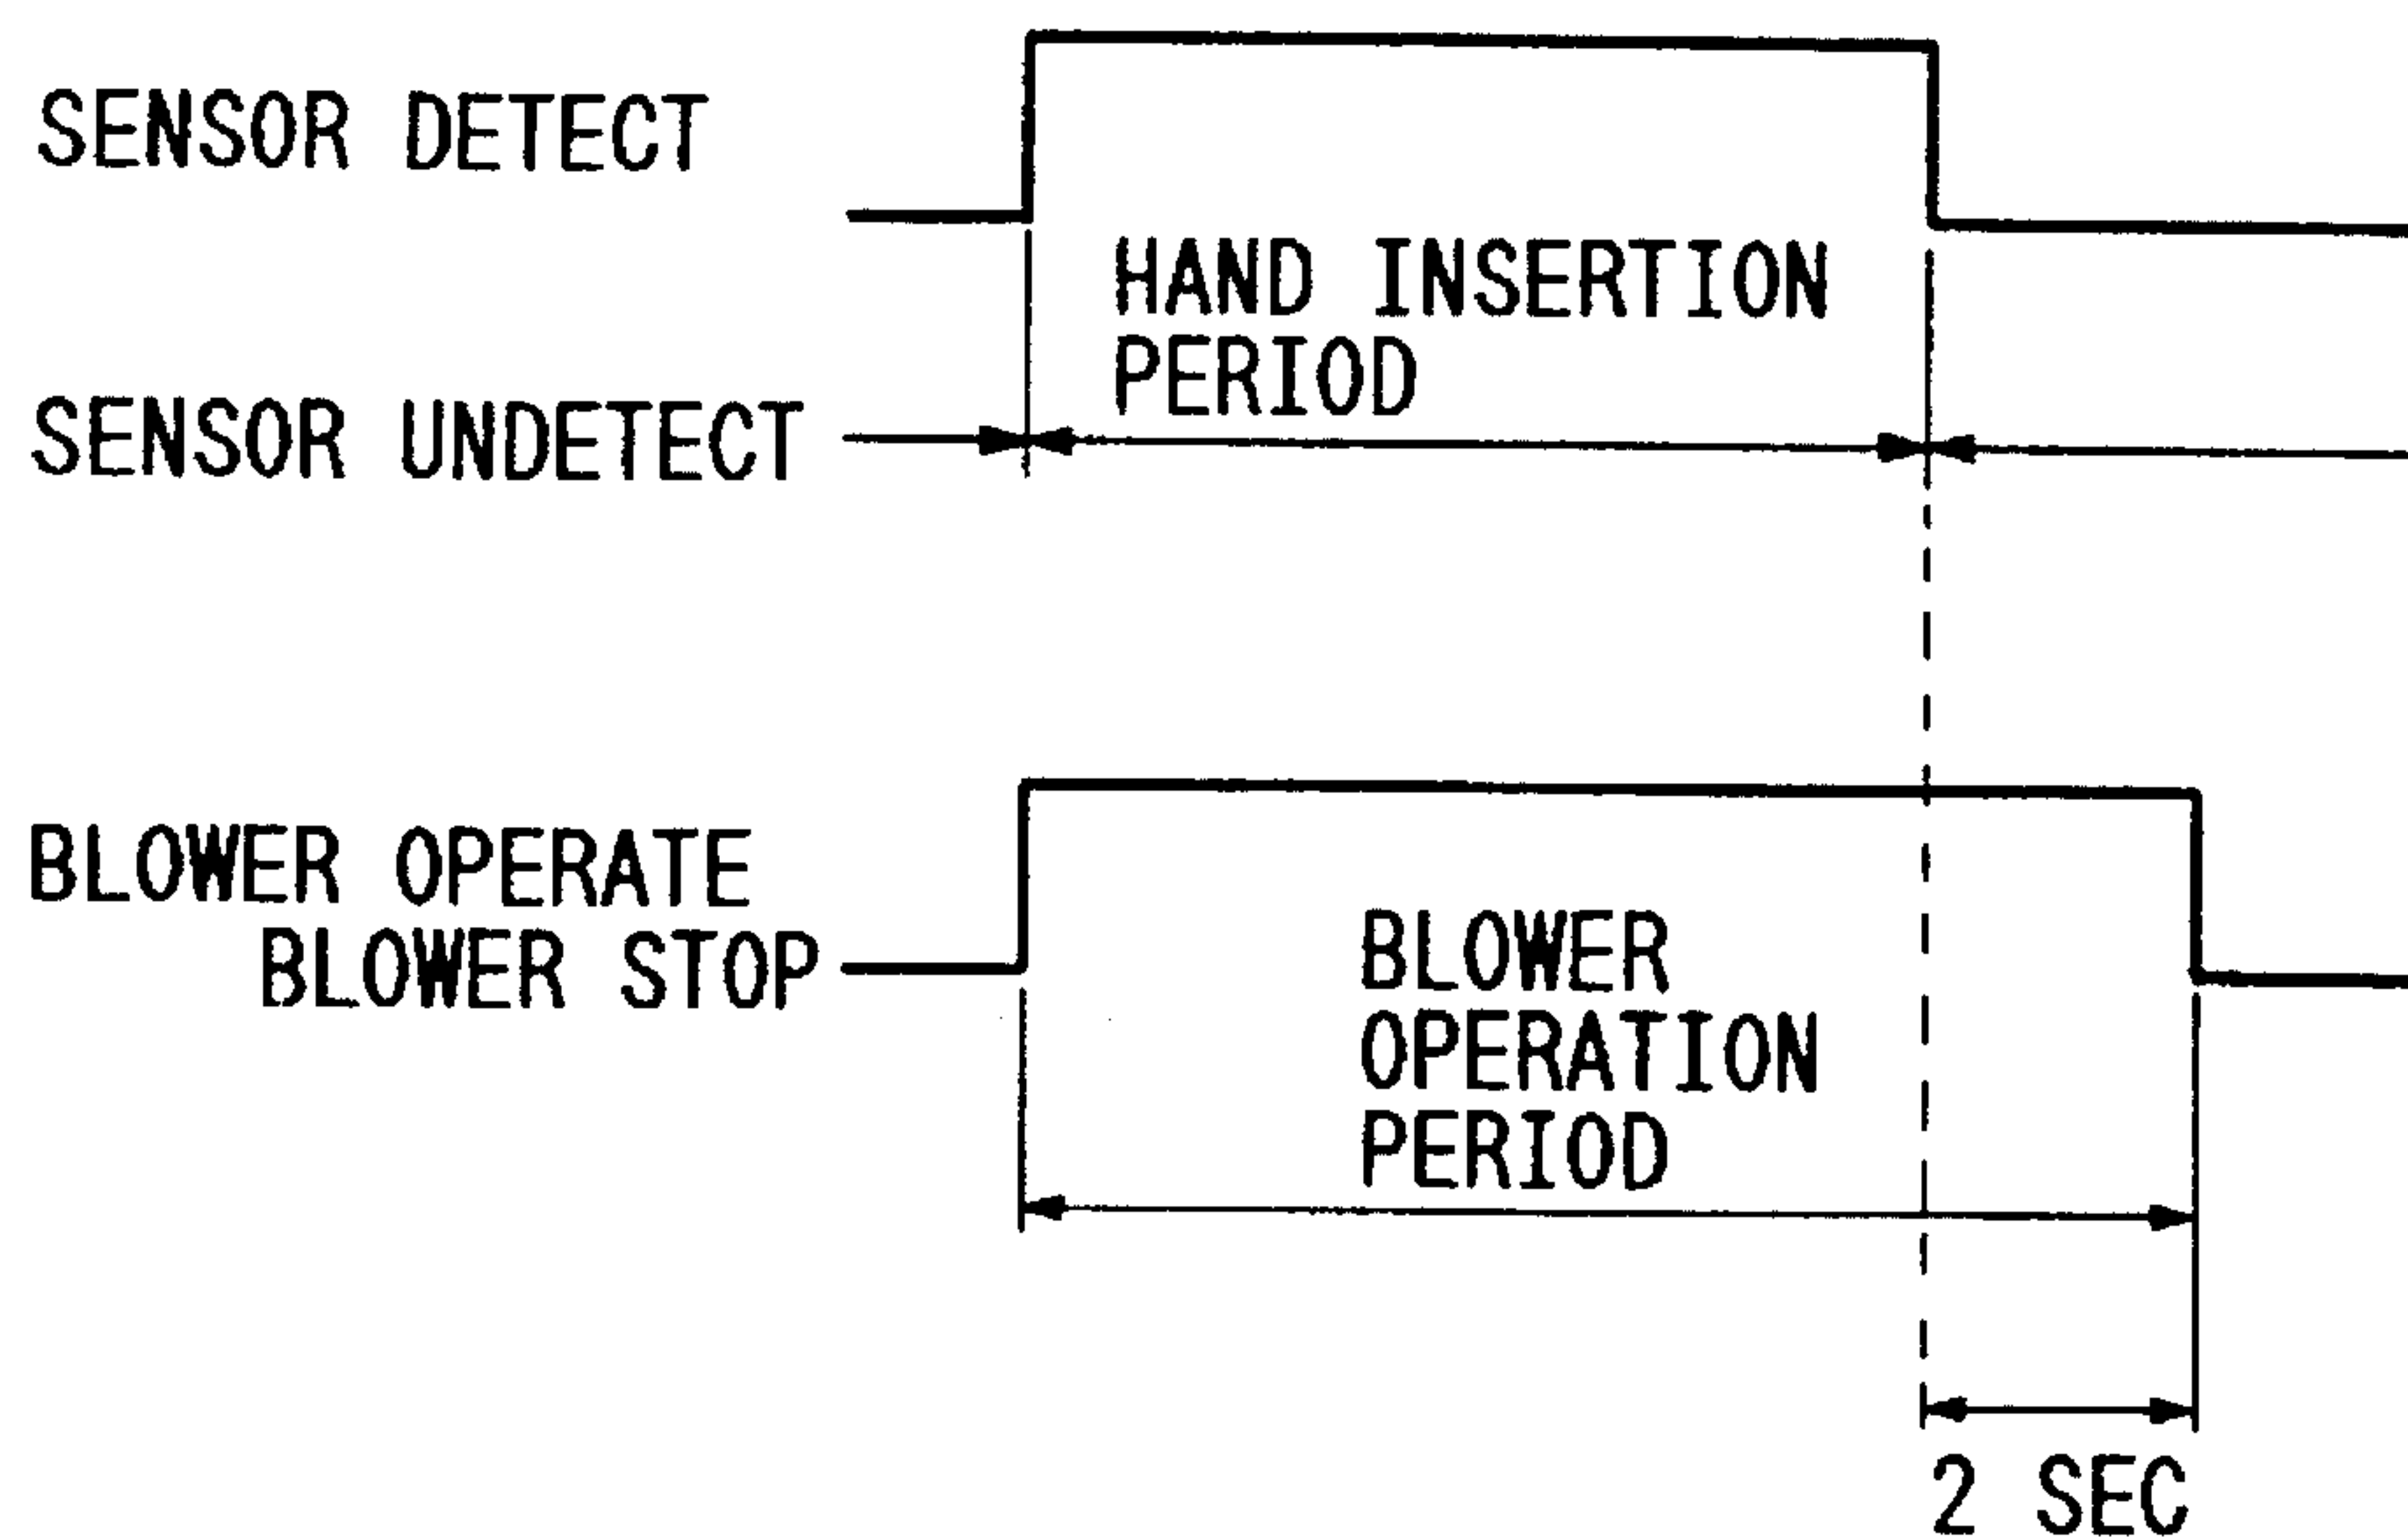 SENSOR DETECT
HAND INSERTION
PERIOD
SENSOR UNDETECT
BLOWER OPERATE
BLOWER STOP
BLOWER
OPERATION
PERIOD
2 SEC